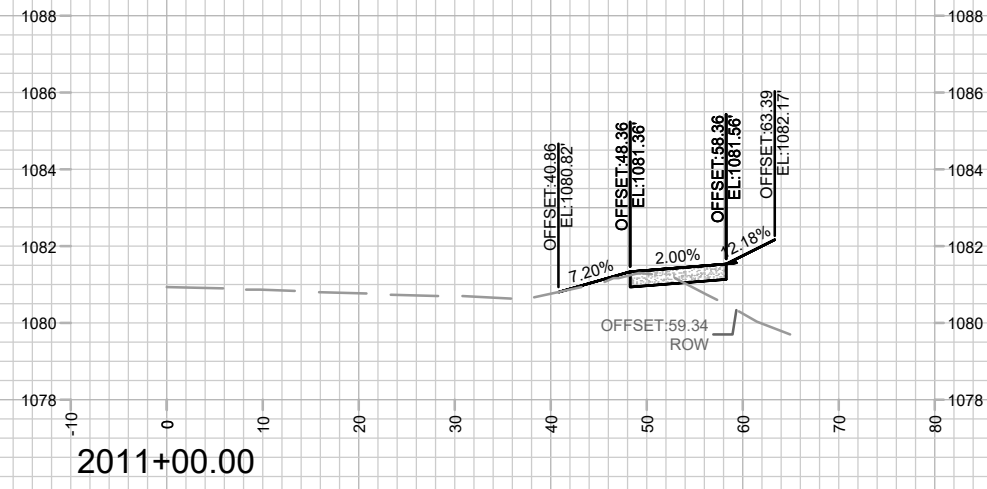 1088
1088
1086
1086
1084
1084
1082
1082
1080
1080
1078
1078
OFFSET:40.86
EL:1080.82'
OFFSET:48.36
EL:1081.36'
OFFSET:58.36
EL:1081.56'
OFFSET:63.39
EL:1082.17'
7.20%
2.00%
12.18%
OFFSET:59.34
ROW
-10
0
10
20
30
40
50
60
70
80
2011+00.00